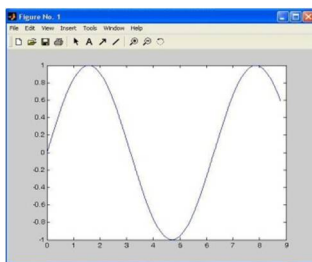 Figure No. 1
File Edit View Insert Tools Window Help
A
1
0.8
0.6
0.4
0.2
0
-0.2
-0.4
-0.6
-0.8
-1
0 1 2 3 4 5 6 7 8 9